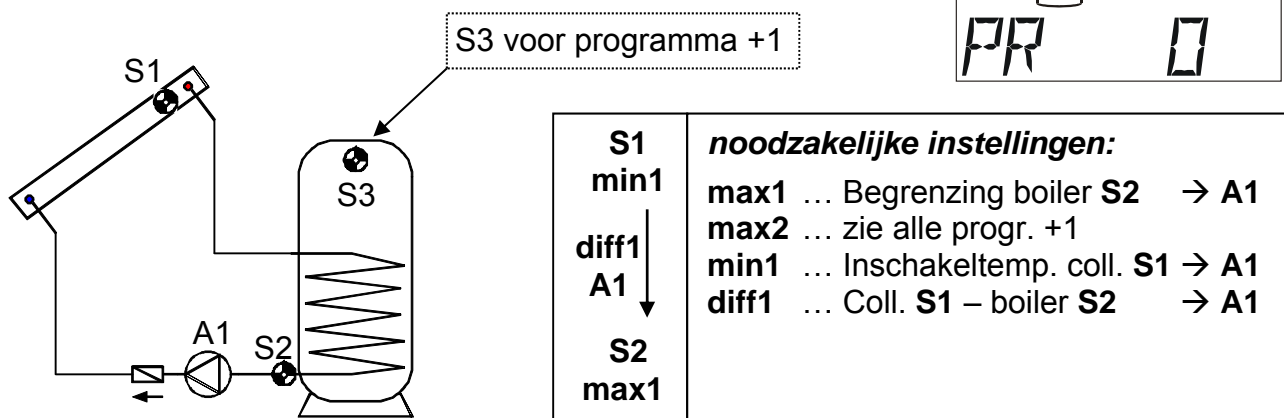 S3 voor programma +1
PR 0
S1
S3
A1
S2
S1
min1
diff1
A1
S2
max1
noodzakelijke instellingen:
max1 … Begrenzing boiler S2 → A1
max2 … zie alle progr. +1
min1 … Inschakeltemp. coll. S1 → A1
diff1 … Coll. S1 – boiler S2 → A1